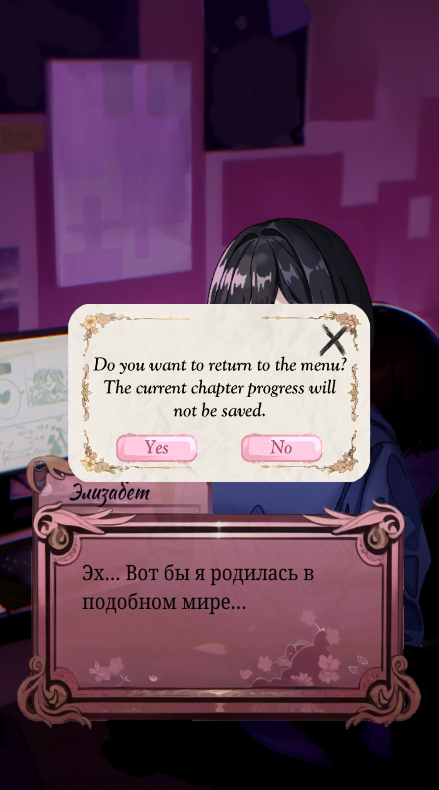 Do you want to return to the menu?
The current chapter progress will
not be saved.
Yes No
Элизабет
Эх... Вот бы я родилась в
подобном мире...